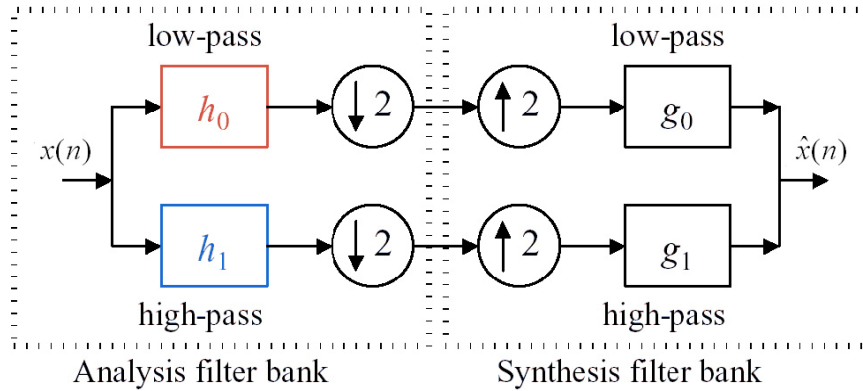 low-pass
low-pass
h0
↓ 2
↑ 2
g0
x(n)
x̂(n)
h1
↓ 2
↑ 2
g1
high-pass
high-pass
Analysis filter bank
Synthesis filter bank